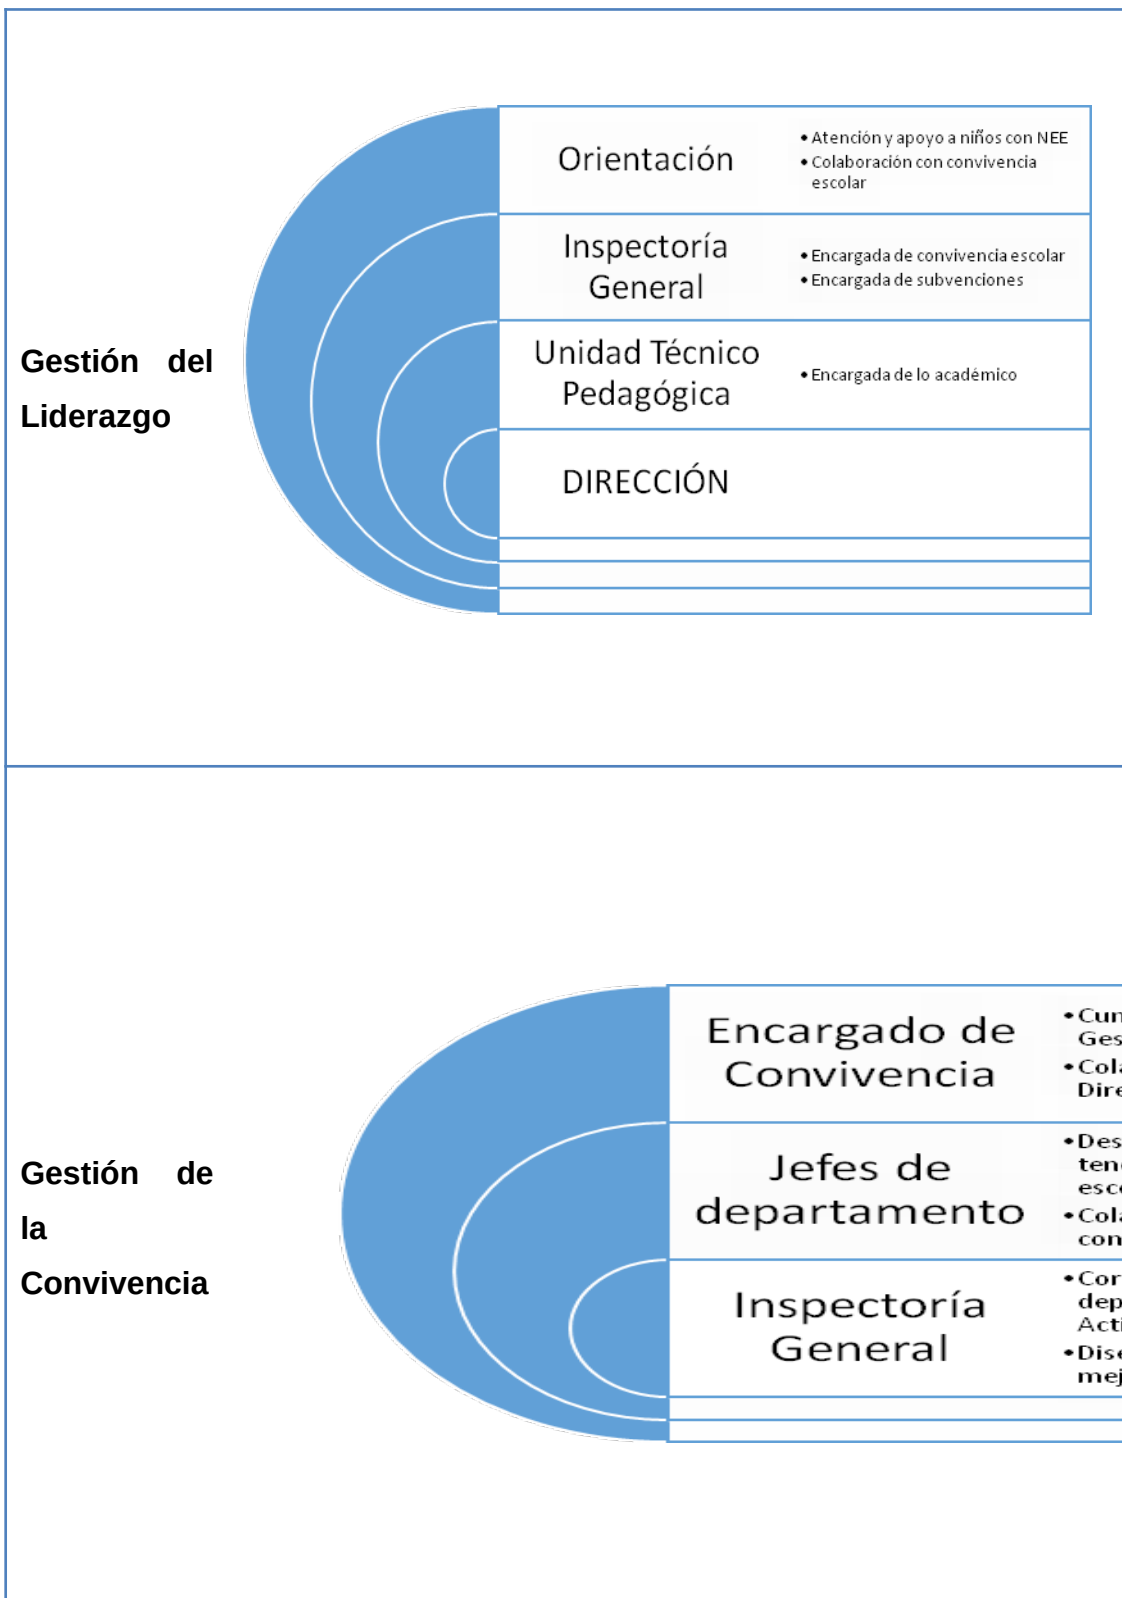 Gestión del
Liderazgo
Orientación
• Atención y apoyo a niños con NEE
• Colaboración con convivencia
escolar
Inspectoría
General
• Encargada de convivencia escolar
• Encargada de subvenciones
Unidad Técnico
Pedagógica
• Encargada de lo académico
DIRECCIÓN
Gestión de
la
Convivencia
Encargado de
Convivencia
Jefes de
departamento
Inspectoría
General